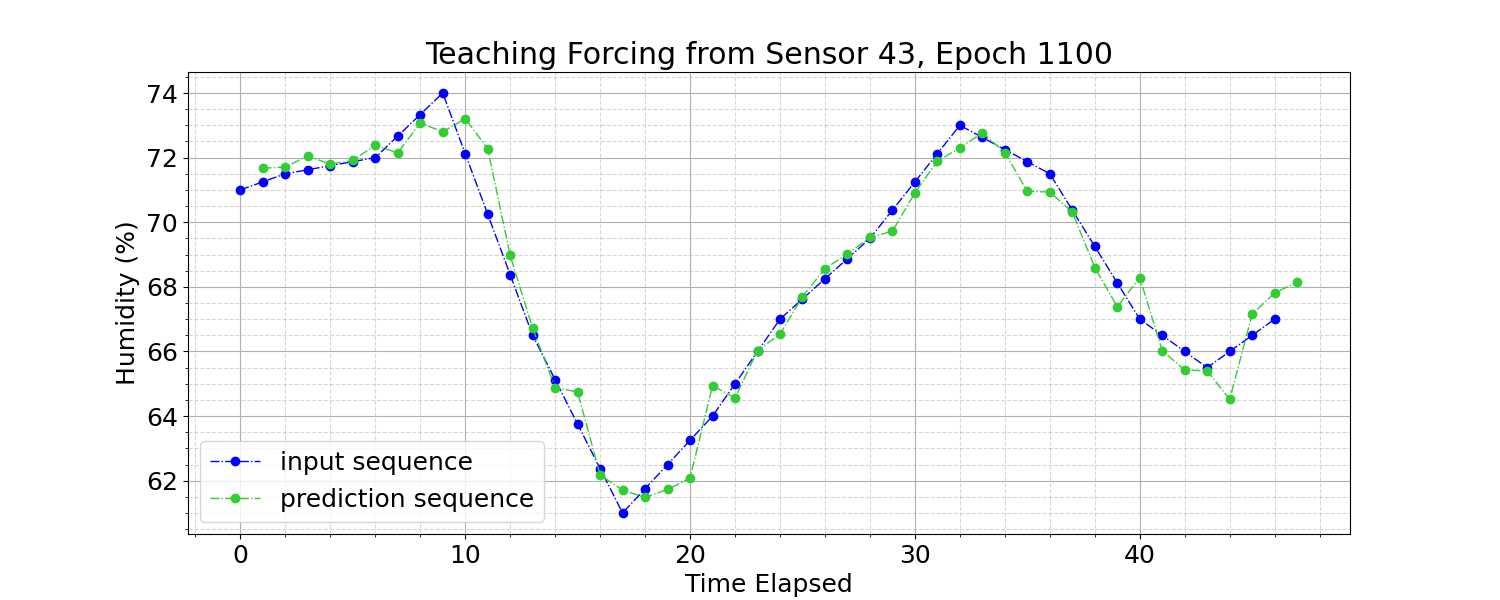 Teaching Forcing from Sensor 43, Epoch 1100
Humidity (%)
74
72
70
68
66
64
62
input sequence
prediction sequence
0 10 20 30 40
Time Elapsed